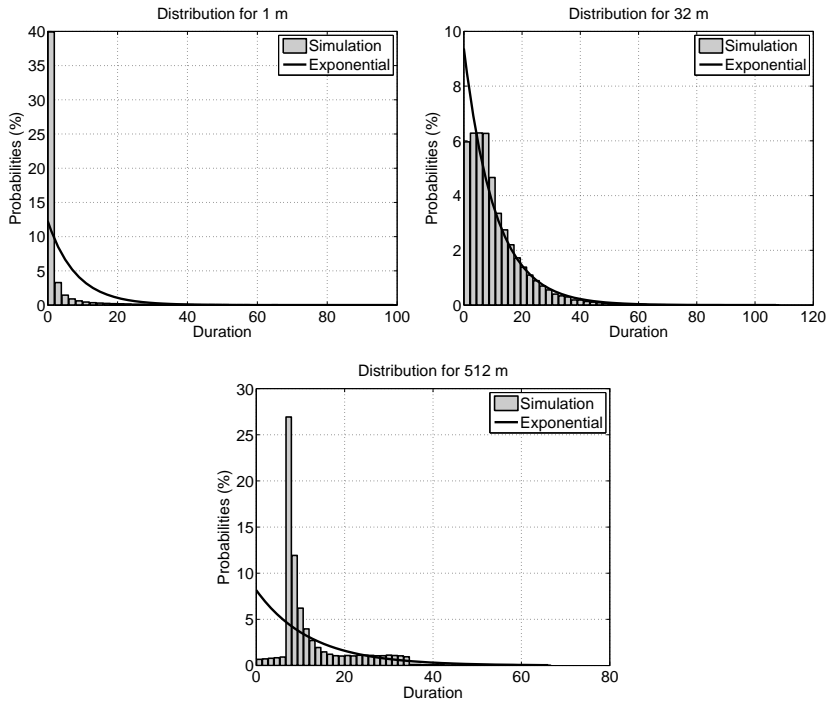 Distribution for 1 m
40
35
30
25
20
15
10
5
0
Probabilities (%)
0 20 40 60 80 100
Duration
Simulation
Exponential
Distribution for 32 m
10
8
6
4
2
0
Probabilities (%)
0 20 40 60 80 100 120
Duration
Simulation
Exponential
Distribution for 512 m
30
25
20
15
10
5
0
Probabilities (%)
0 20 40 60 80
Duration
Simulation
Exponential